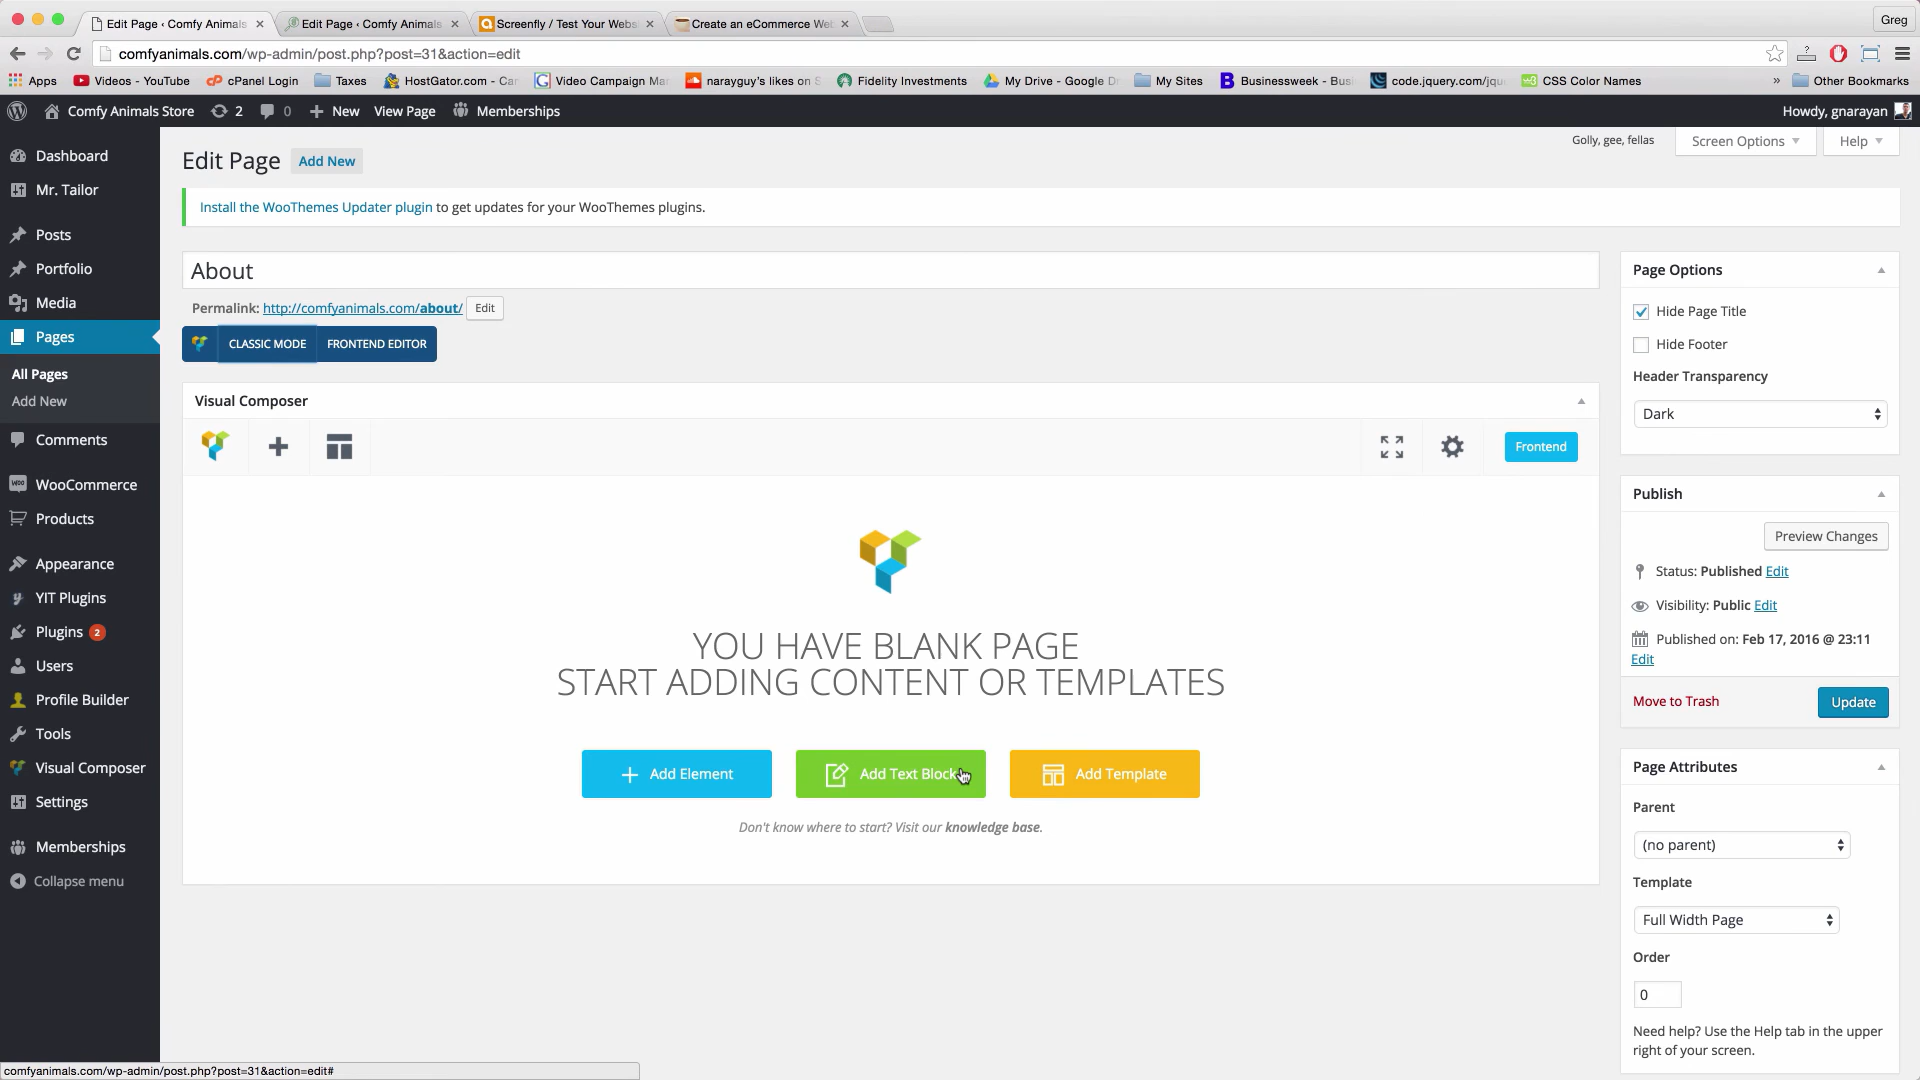 Edit Page ‹ Comfy Animals
Edit Page ‹ Comfy Animals
Screenfly / Test Your Webs
Create an eCommerce Web
Greg
comfyanimals.com/wp-admin/post.php?post=31&action=edit
Apps
Videos - YouTube
cPanel Login
Taxes
HostGator.com - Can
Video Campaign Man
narayguy's likes on S
Fidelity Investments
My Drive - Google D
My Sites
Businessweek - Busi
code.jquery.com/jqu
CSS Color Names
»
Other Bookmarks
Comfy Animals Store
2
0
New
View Page
Memberships
Howdy, gnarayan
Dashboard
Mr. Tailor
Posts
Portfolio
Media
Pages
All Pages
Add New
Comments
WooCommerce
Products
Appearance
YIT Plugins
Plugins 2
Users
Profile Builder
Tools
Visual Composer
Settings
Memberships
Collapse menu
Golly, gee, fellas
Screen Options
Help
Edit Page
Add New
Install the WooThemes Updater plugin to get updates for your WooThemes plugins.
About
Permalink: http://comfyanimals.com/about/ Edit
CLASSIC MODE
FRONTEND EDITOR
Visual Composer
Frontend
YOU HAVE BLANK PAGE
START ADDING CONTENT OR TEMPLATES
Add Element
Add Text Block
Add Template
Don't know where to start? Visit our knowledge base.
Page Options
Hide Page Title
Hide Footer
Header Transparency
Dark
Publish
Preview Changes
Status: Published Edit
Visibility: Public Edit
Published on: Feb 17, 2016 @ 23:11
Edit
Move to Trash
Update
Page Attributes
Parent
(no parent)
Template
Full Width Page
Order
0
Need help? Use the Help tab in the upper
right of your screen.
comfyanimals.com/wp-admin/post.php?post=31&action=edit#